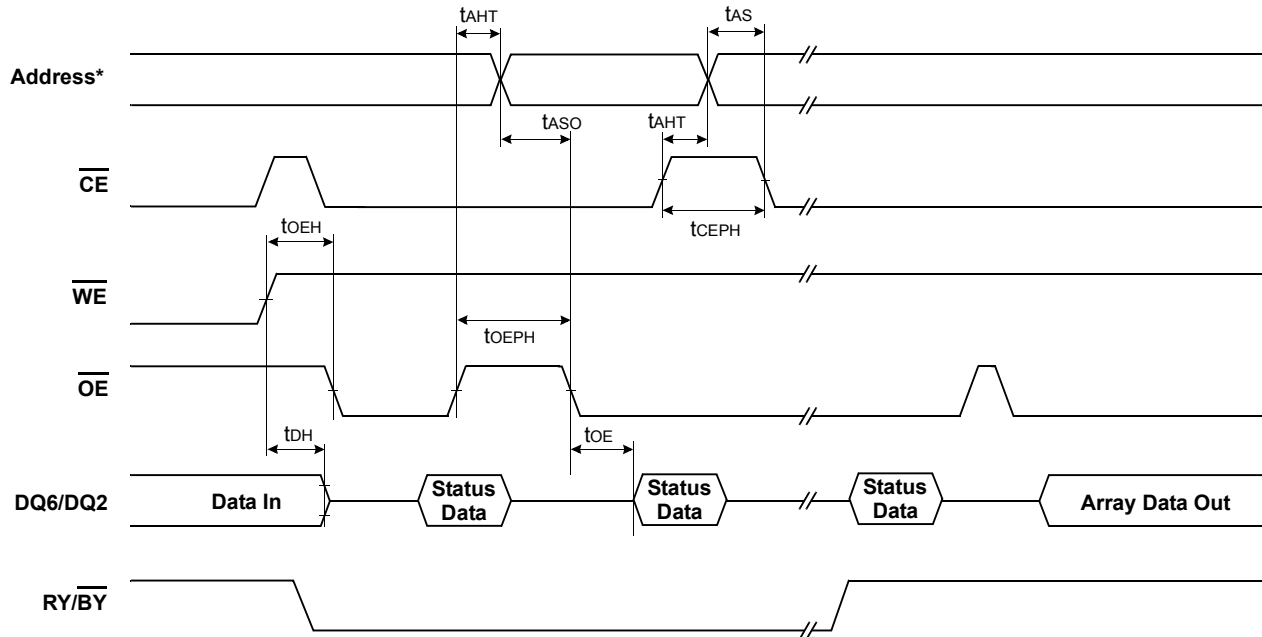 tAHT
tAS
Address*
tASO
tAHT
CE
tCEPH
tOEH
WE
tOEPH
OE
tDH
tOE
DQ6/DQ2
Data In
Status
Data
Status
Data
Status
Data
Array Data Out
RY/BY